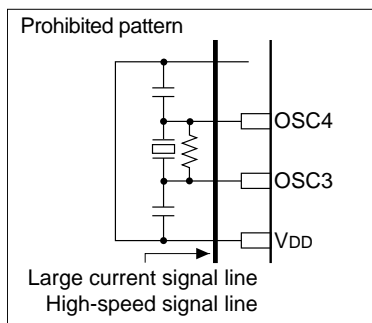 Prohibited pattern
OSC4
OSC3
VDD
Large current signal line
High-speed signal line